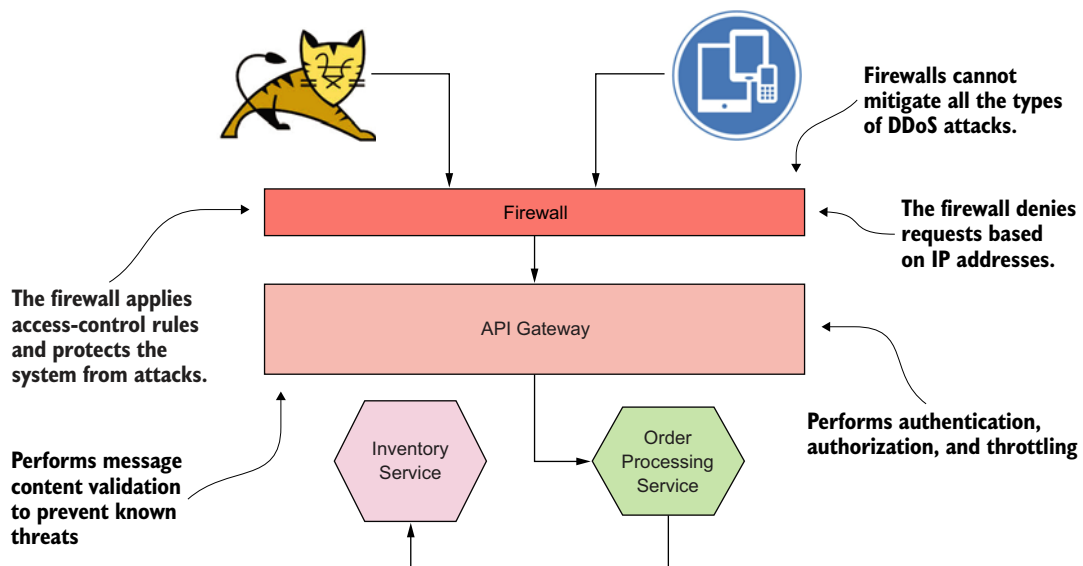 Firewalls cannot
mitigate all the types
of DDoS attacks.
Firewall
The firewall denies
requests based
on IP addresses.
The firewall applies
access-control rules
and protects the
system from attacks.
API Gateway
Performs authentication,
authorization, and throttling
Performs message
content validation
to prevent known
threats
Inventory
Service
Order
Processing
Service